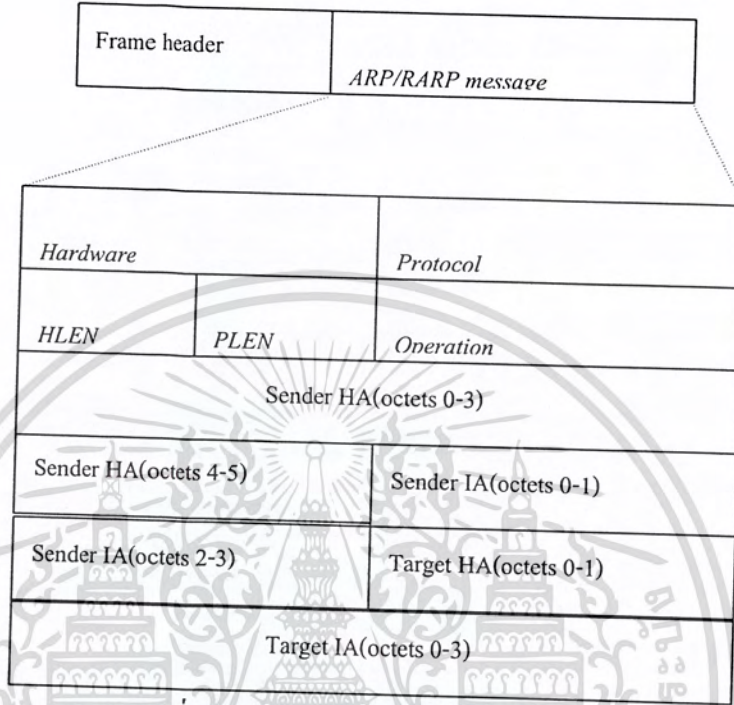 Frame header
ARP/RARP message
Hardware
Protocol
HLEN
PLEN
Operation
Sender HA(octets 0-3)
Sender HA(octets 4-5)
Sender IA(octets 0-1)
Sender IA(octets 2-3)
Target HA(octets 0-1)
Target IA(octets 0-3)